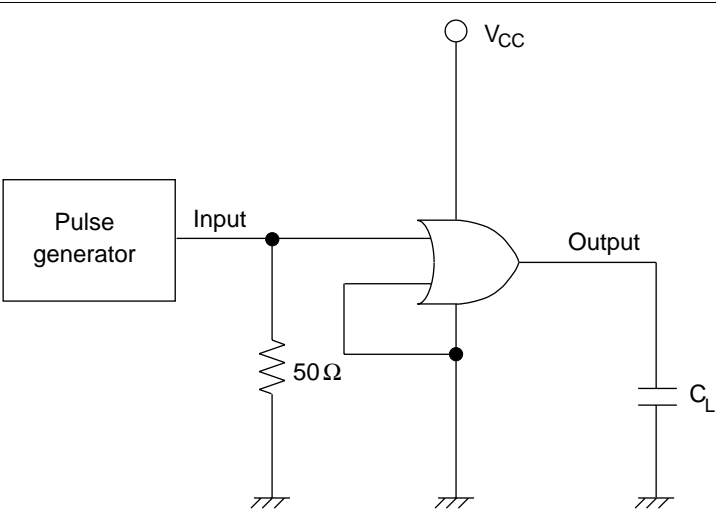 VCC
Pulse
generator
Input
Output
50Ω
CL